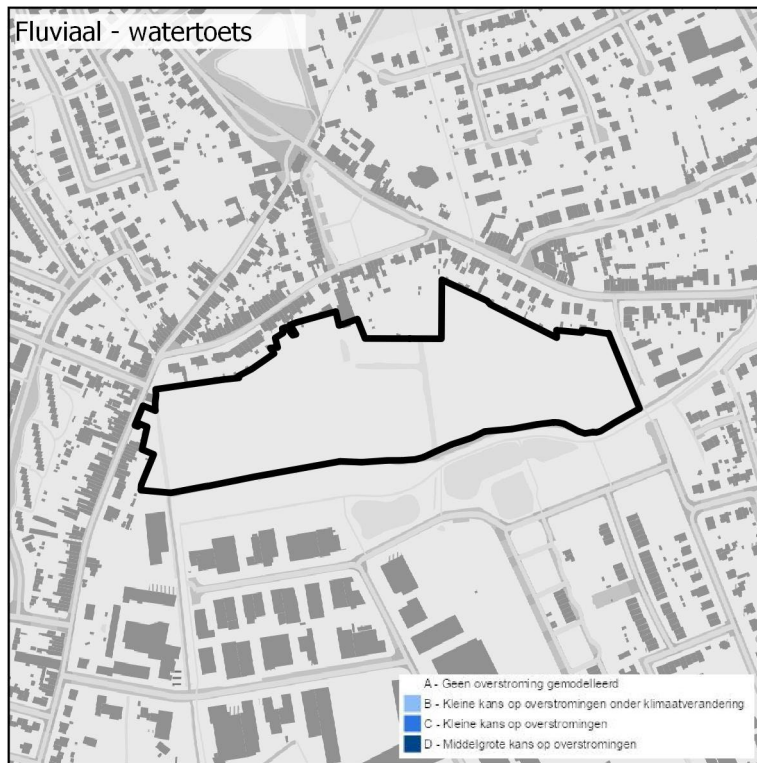 Fluviaal - watertoets
A - Geen overstroming gemodelleerd
B - Kleine kans op overstromingen onder klimaatverandering
C - Kleine kans op overstromingen
D - Middelgrote kans op overstromingen